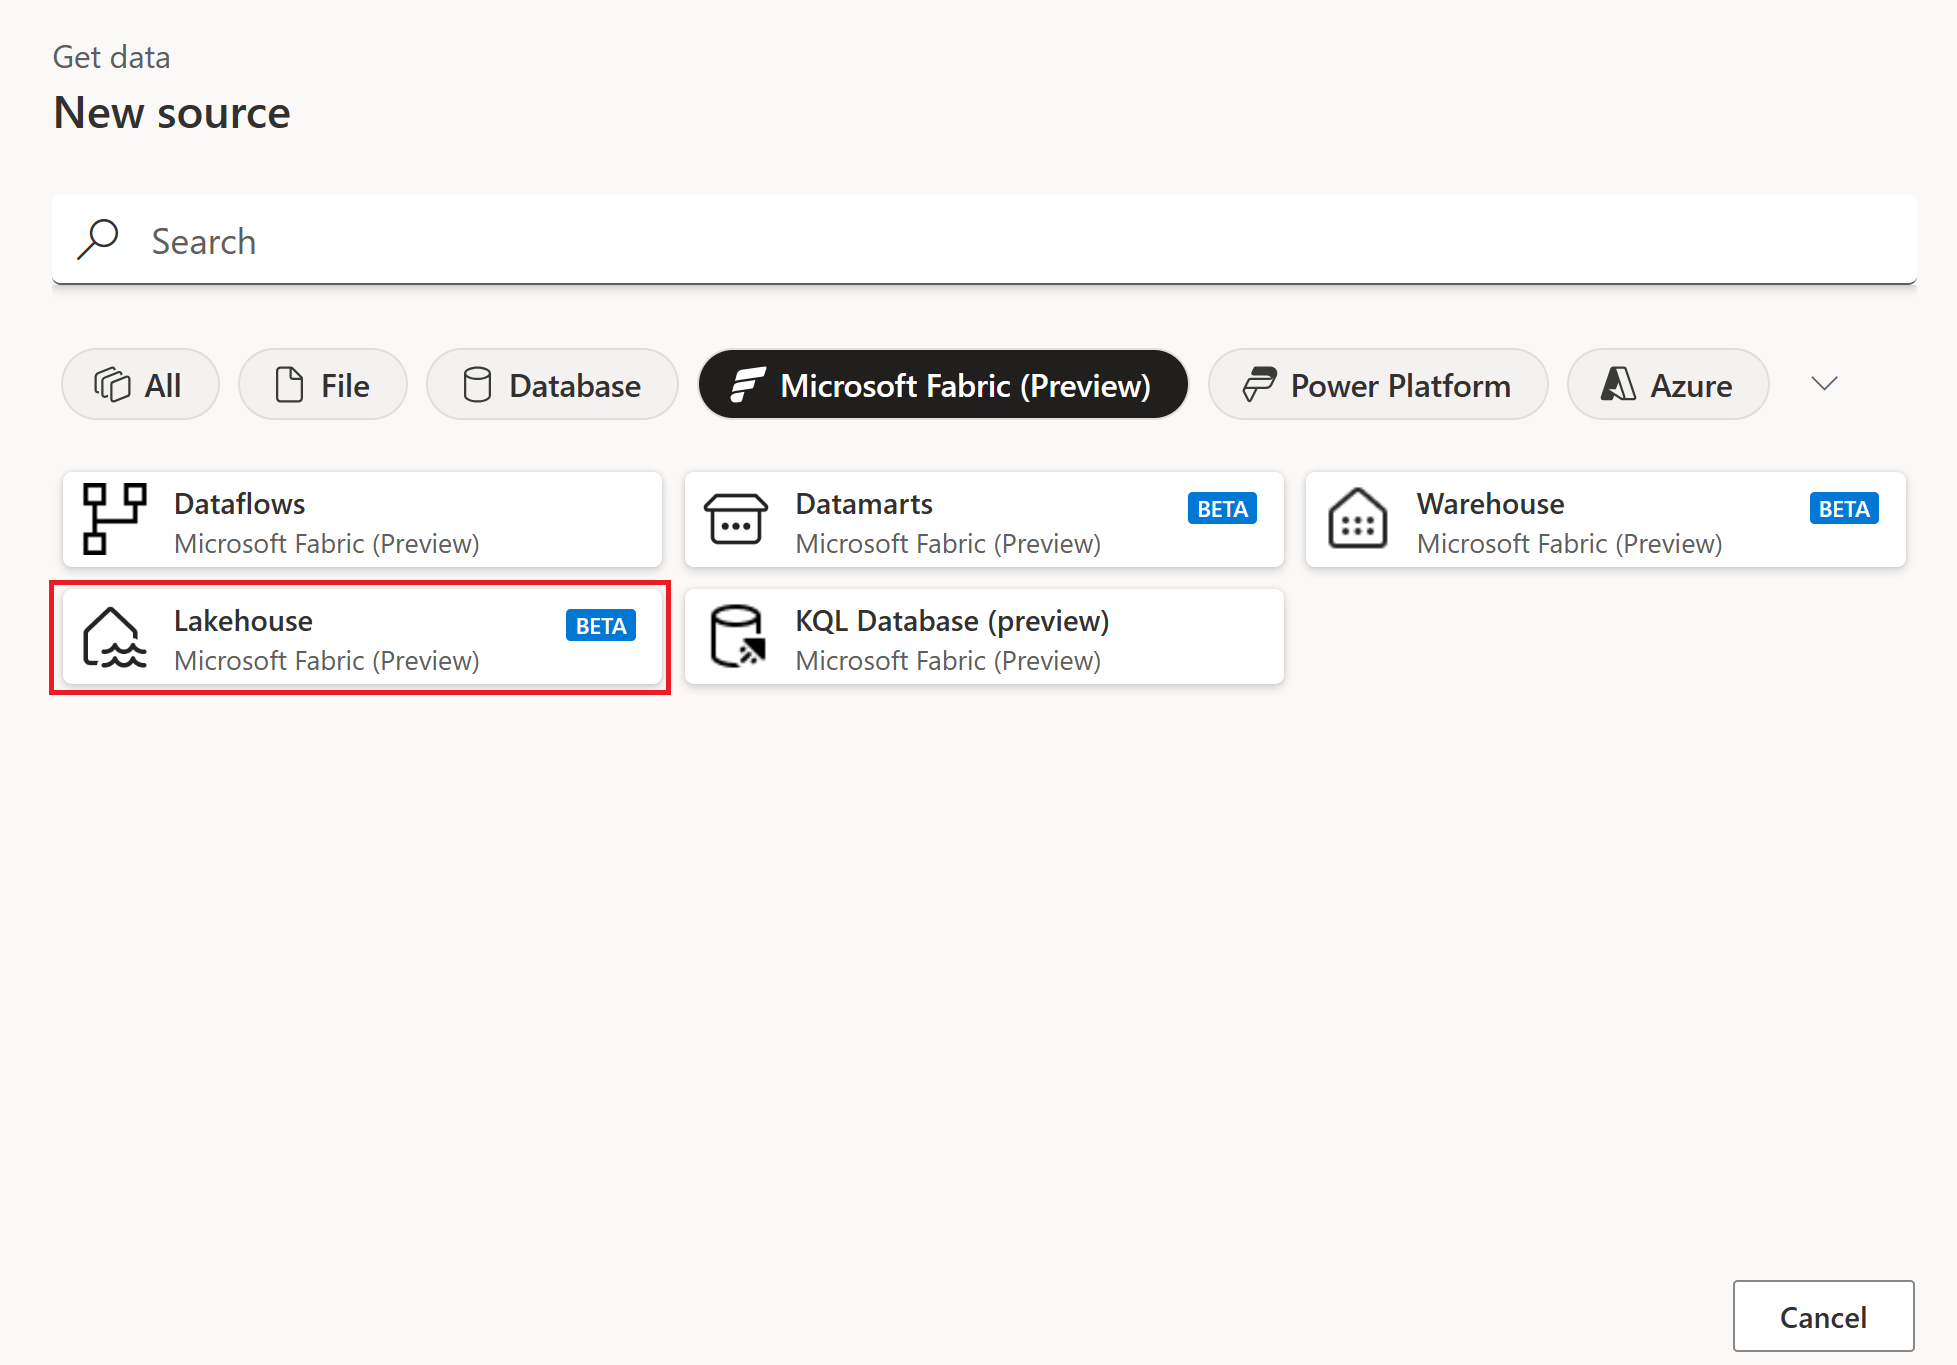 Get data
New source
Search
All File Database Microsoft Fabric (Preview) Power Platform Azure
Dataflows
Microsoft Fabric (Preview)
Datamarts BETA
Microsoft Fabric (Preview)
Warehouse BETA
Microsoft Fabric (Preview)
Lakehouse BETA
Microsoft Fabric (Preview)
KQL Database (preview)
Microsoft Fabric (Preview)
Cancel